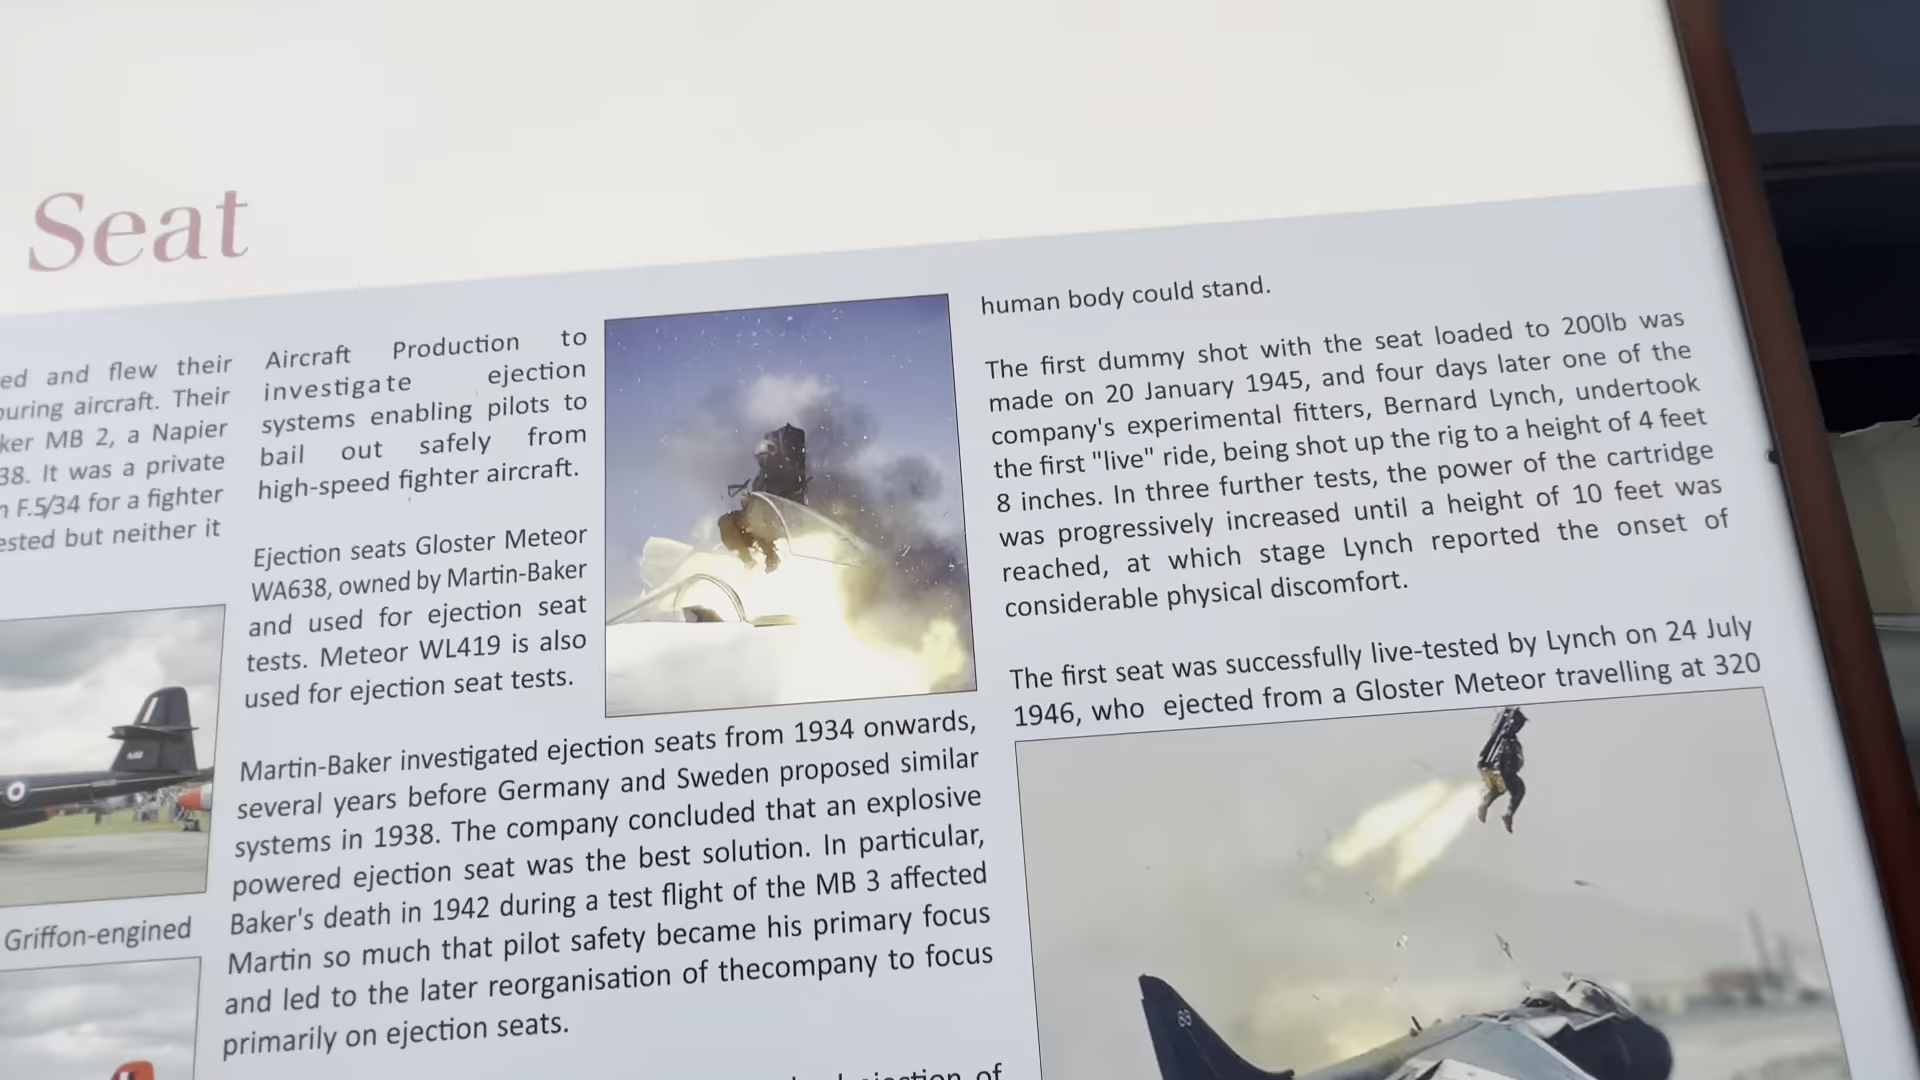 Seat
ed and flew their
uring aircraft. Their
ker MB 2, a Napier
38. It was a private
n F.5/34 for a fighter
ested but neither it
MB
Griffon-engined
Aircraft Production to
investigate ejection
systems enabling pilots to
bail out safely from
high-speed fighter aircraft.
Ejection seats Gloster Meteor
WA638, owned by Martin-Baker
and used for ejection seat
tests. Meteor WL419 is also
used for ejection seat tests.
Martin-Baker investigated ejection seats from 1934 onwards,
several years before Germany and Sweden proposed similar
systems in 1938. The company concluded that an explosive
powered ejection seat was the best solution. In particular,
Baker's death in 1942 during a test flight of the MB 3 affected
Martin so much that pilot safety became his primary focus
and led to the later reorganisation of thecompany to focus
primarily on ejection seats.
ejection of
human body could stand.
The first dummy shot with the seat loaded to 200lb was
made on 20 January 1945, and four days later one of the
company's experimental fitters, Bernard Lynch, undertook
the first "live" ride, being shot up the rig to a height of 4 feet
8 inches. In three further tests, the power of the cartridge
was progressively increased until a height of 10 feet was
reached, at which stage Lynch reported the onset of
considerable physical discomfort.
The first seat was successfully live-tested by Lynch on 24 July
1946, who ejected from a Gloster Meteor travelling at 320